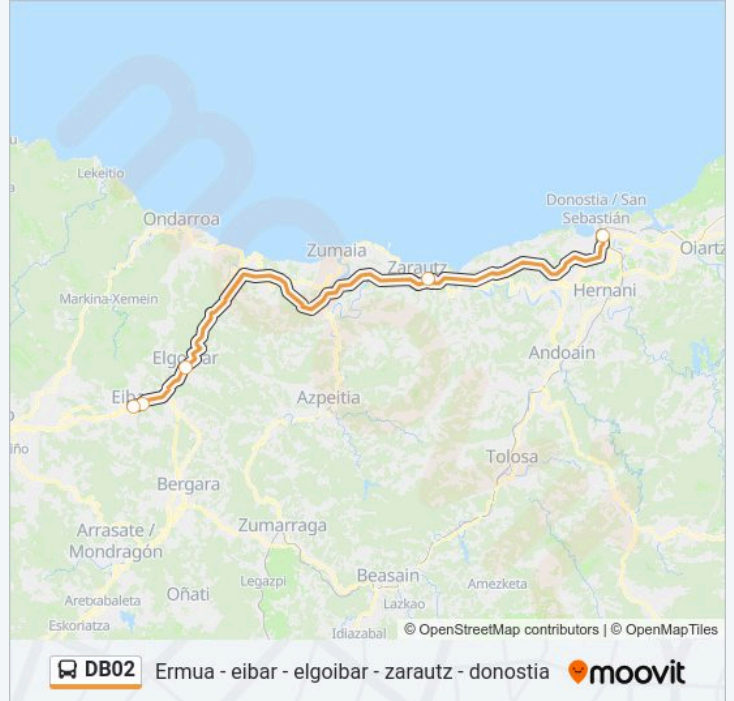 Lekeitio
Ondarroa
Donostia / San
Sebastián
Zumaia
Zarautz
Oiartz
Markina-Xemein
Hernani
Elgoibar
Andoain
Eiba
Azpeitia
Tolosa
Bergara
Zumarraga
Arrasate /
Mondragón
Beasain
Legazpi
Amezketa
Oñati
Aretxabaleta
Lazkao
Eskoriatza
Idiazabal
© OpenStreetMap contributors | © OpenMapTiles
DB02 Ermua - eibar - elgoibar - zarautz - donostia moovit